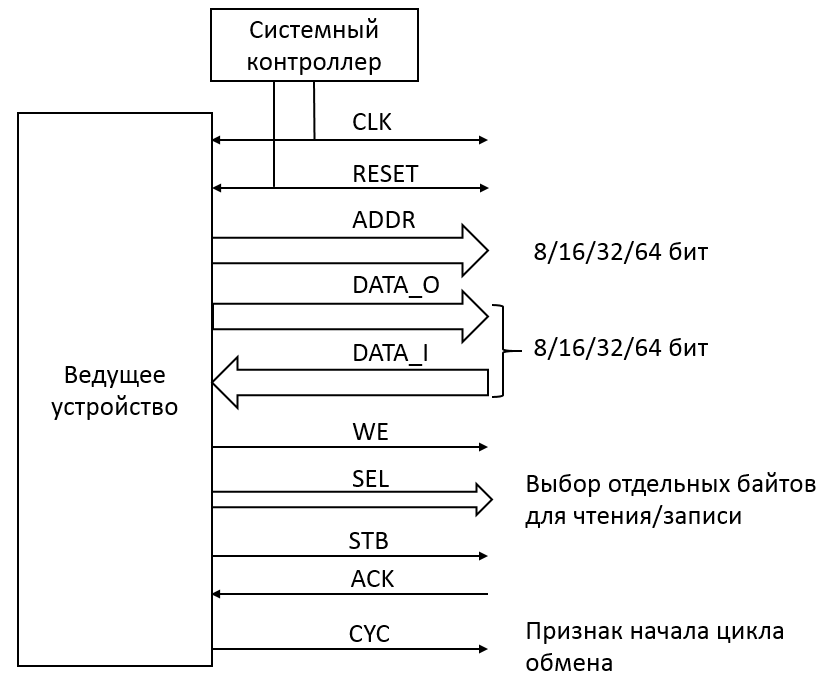 Системный
контроллер
CLK
RESET
ADDR
8/16/32/64 бит
DATA_O
DATA_I
8/16/32/64 бит
Ведущее
устройство
WE
SEL
Выбор отдельных байтов
для чтения/записи
STB
ACK
CYC
Признак начала цикла
обмена